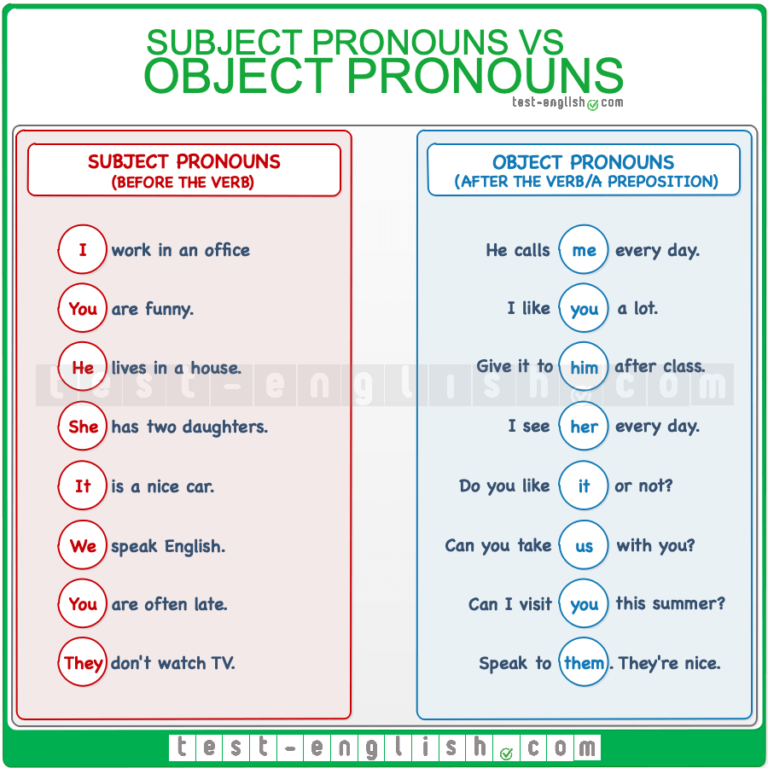 SUBJECT PRONOUNS VS
OBJECT PRONOUNS
test-english.com
SUBJECT PRONOUNS
(BEFORE THE VERB)
I work in an office
You are funny.
He lives in a house.
She has two daughters.
It is a nice car.
We speak English.
You are often late.
They don't watch TV.
OBJECT PRONOUNS
(AFTER THE VERB/A PREPOSITION)
He calls me every day.
I like you a lot.
Give it to him after class.
I see her every day.
Do you like it or not?
Can you take us with you?
Can I visit you this summer?
Speak to them. They're nice.
test-english.com
test-english.com